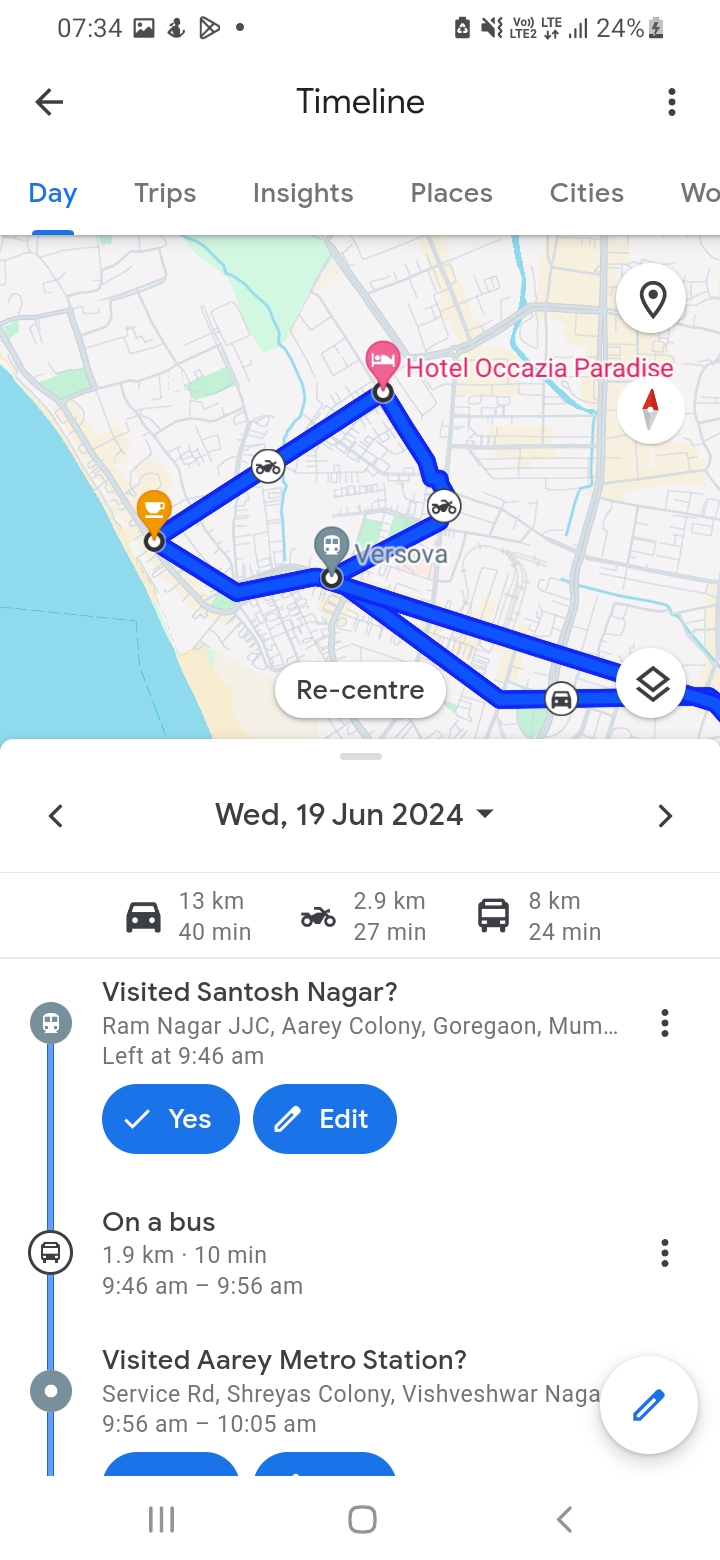 07:34
Vo)) LTE
LTE2
24%
Timeline
Day Trips Insights Places Cities Wo
Hotel Occazia Paradise
Versova
Re-centre
Wed, 19 Jun 2024
13 km 2.9 km 8 km
40 min 27 min 24 min
Visited Santosh Nagar?
Ram Nagar JJC, Aarey Colony, Goregaon, Mum...
Left at 9:46 am
Yes Edit
On a bus
1.9 km · 10 min
9:46 am – 9:56 am
Visited Aarey Metro Station?
Service Rd, Shreyas Colony, Vishveshwar Naga
9:56 am – 10:05 am